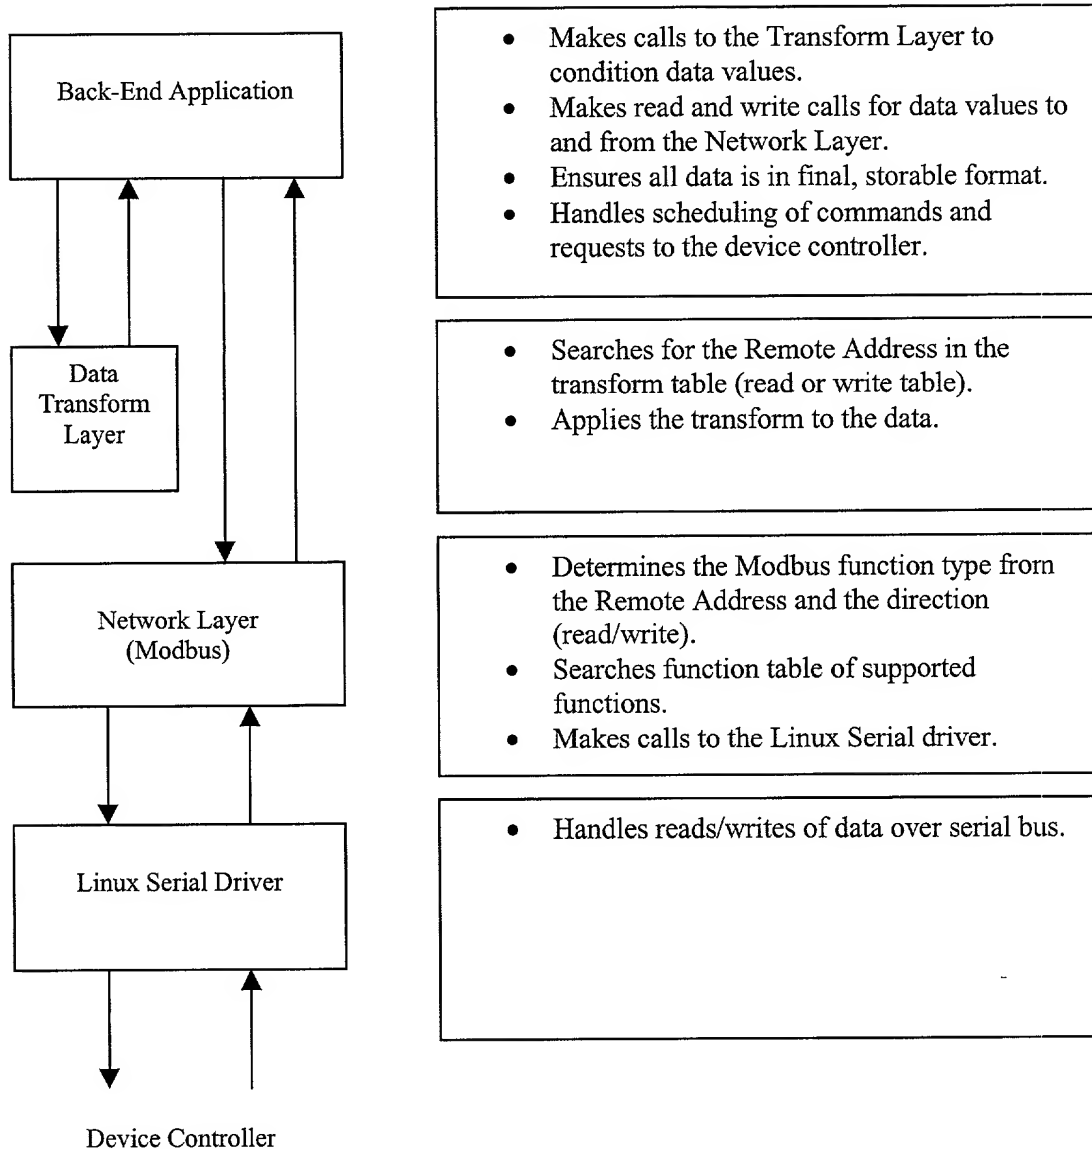 Back-End Application
• Makes calls to the Transform Layer to
condition data values.
• Makes read and write calls for data values to
and from the Network Layer.
• Ensures all data is in final, storable format.
• Handles scheduling of commands and
requests to the device controller.
Data
Transform
Layer
• Searches for the Remote Address in the
transform table (read or write table).
• Applies the transform to the data.
Network Layer
(Modbus)
• Determines the Modbus function type from
the Remote Address and the direction
(read/write).
• Searches function table of supported
functions.
• Makes calls to the Linux Serial driver.
Linux Serial Driver
• Handles reads/writes of data over serial bus.
Device Controller